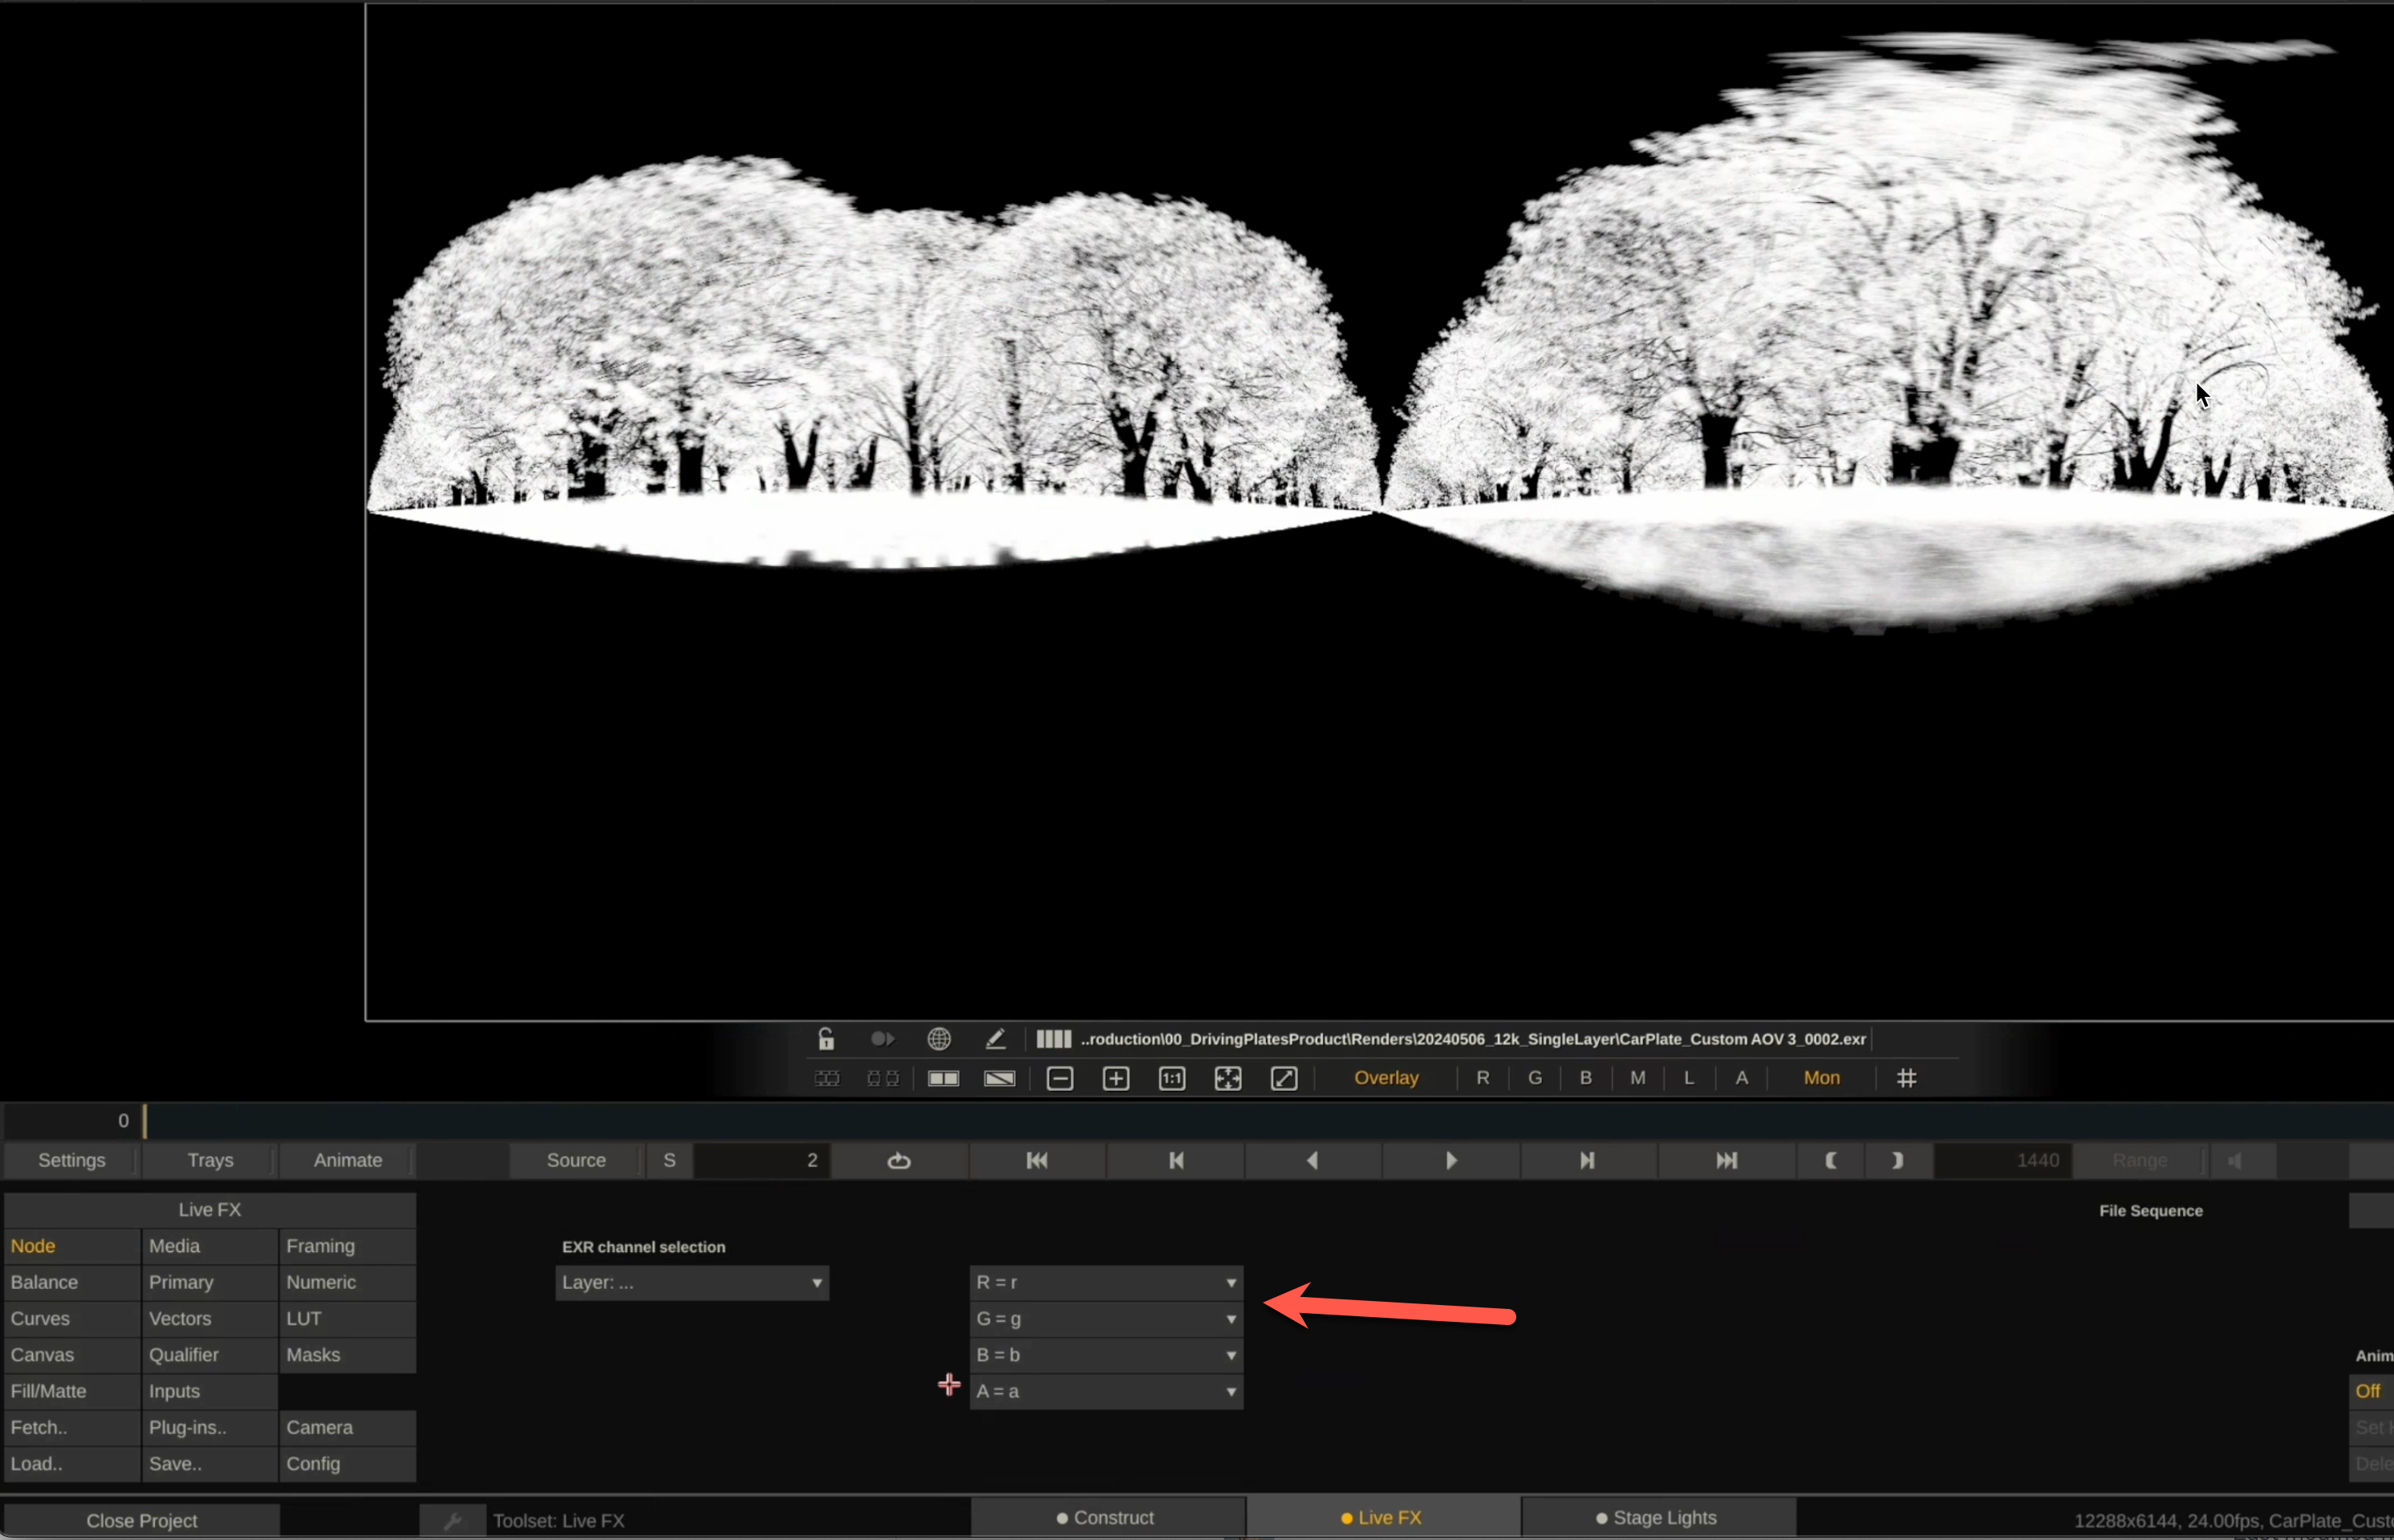 ..roduction\00_DrivingPlatesProduct\Renders\20240506_12k_SingleLayer\CarPlate_Custom AOV 3_0002.exr
1:1 Overlay R G B M L A Mon
0
Settings Trays Animate Source S 2 1440 Range
Live FX File Sequence
Node Media Framing EXR channel selection
Balance Primary Numeric Layer: ... R = r
Curves Vectors LUT G = g
Canvas Qualifier Masks B = b Anim
Fill/Matte Inputs A = a Off
Fetch.. Plug-ins.. Camera Set
Load.. Save.. Config Dele
Close Project Toolset: Live FX Construct Live FX Stage Lights 12288x6144, 24.00fps, CarPlate_Cust